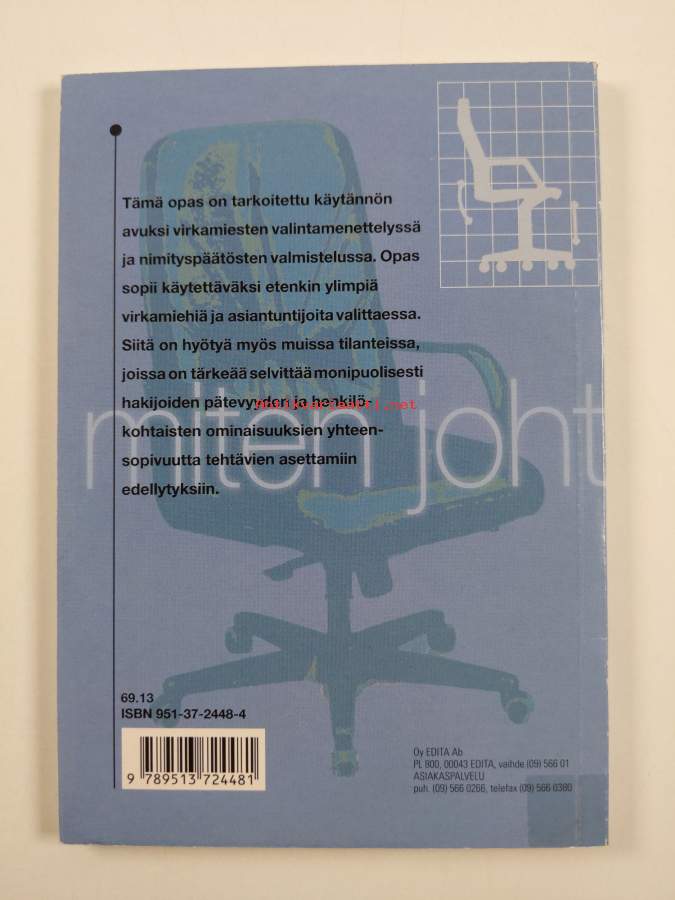 Tämä opas on tarkoitettu käytännön
avuksi virkamiesten valintamenettelyssä
ja nimityspäätösten valmistelussa. Opas
sopii käytettäväksi etenkin ylimpiä
virkamiehiä ja asiantuntijoita valittaessa.
Siitä on hyötyä myös muissa tilanteissa,
joissa on tärkeää selvittää monipuolisesti
hakijoiden pätevyyden ja henkilö-
kohtaisten ominaisuuksien yhteen-
sopivuutta tehtävien asettamiin
edellytyksiin.
miten joht
Antikvariaatti.net
69.13
ISBN 951-37-2448-4
9 789513 724481
Oy EDITA Ab
PL 800, 00043 EDITA, vaihde (09) 566 01
ASIAKASPALVELU
puh. (09) 566 0266, telefax (09) 566 0380